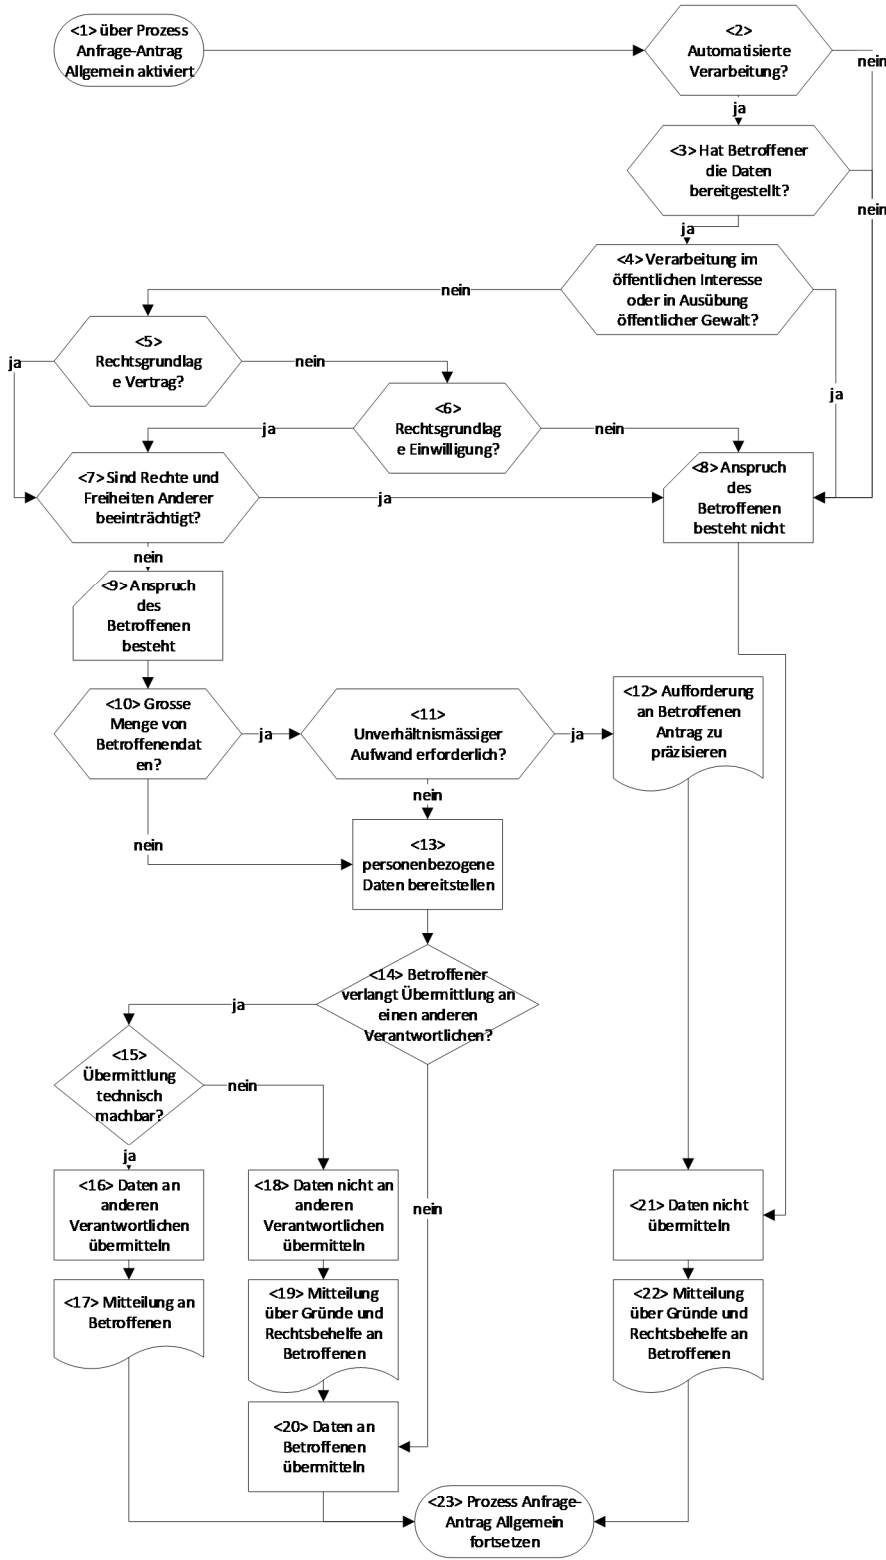 <1> über Prozess
Anfrage-Antrag
Allgemein aktiviert
<2>
Automatisierte
Verarbeitung?
nein
ja
<3> Hat Betroffener
die Daten
bereitgestellt?
nein
ja
<4> Verarbeitung im
öffentlichen Interesse
oder in Ausübung
öffentlicher Gewalt?
nein
ja
<5>
Rechtsgrundlag
e Vertrag?
ja
nein
<6>
Rechtsgrundlag
e Einwilligung?
ja
nein
<7> Sind Rechte und
Freiheiten Anderer
beeinträchtigt?
ja
<8> Anspruch
des
Betroffenen
besteht nicht
nein
<9> Anspruch
des
Betroffenen
besteht
<10> Grosse
Menge von
Betroffenendat
en?
ja
<11>
Unverhältnismässiger
Aufwand erforderlich?
ja
<12> Aufforderung
an Betroffenen
Antrag zu
präzisieren
nein
nein
<13>
personenbezogene
Daten bereitstellen
<14> Betroffener
verlangt Übermittlung an
einen anderen
Verantwortlichen?
ja
<15>
Übermittlung
technisch
machbar?
nein
ja
nein
<16> Daten an
anderen
Verantwortlichen
übermitteln
<18> Daten nicht an
anderen
Verantwortlichen
übermitteln
<21> Daten nicht
übermitteln
<17> Mitteilung an
Betroffenen
<19> Mitteilung
über Gründe und
Rechtsbehelfe an
Betroffenen
<22> Mitteilung
über Gründe und
Rechtsbehelfe an
Betroffenen
<20> Daten an
Betroffenen
übermitteln
<23> Prozess Anfrage-
Antrag Allgemein
fortsetzen